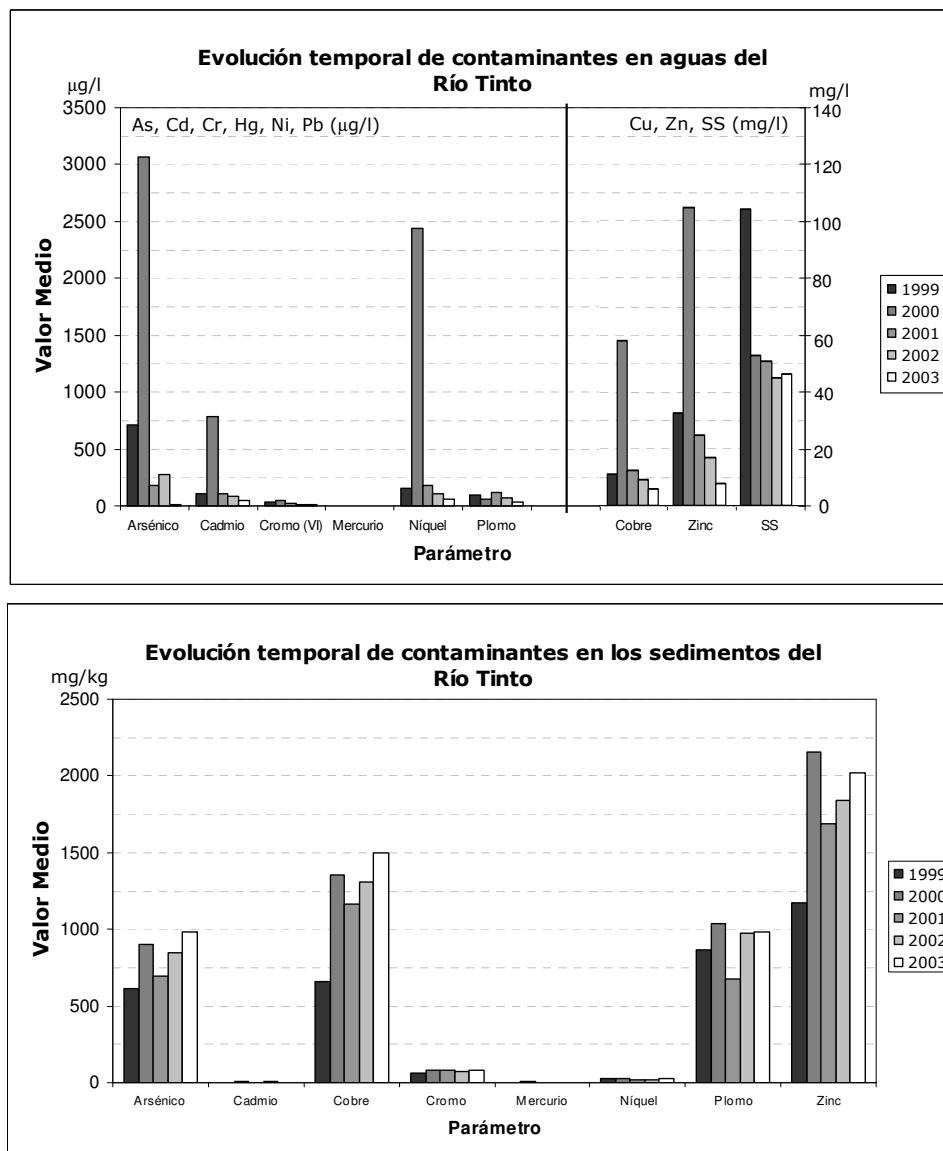 Evolución temporal de contaminantes en aguas del
Río Tinto
µg/l
mg/l
As, Cd, Cr, Hg, Ni, Pb (µg/l)
Cu, Zn, SS (mg/l)
3500
3000
2500
2000
1500
1000
500
0
140
120
100
80
60
40
20
0
Valor Medio
Arsénico Cadmio Cromo (VI) Mercurio Níquel Plomo Cobre Zinc SS
Parámetro
1999
2000
2001
2002
2003
Evolución temporal de contaminantes en los sedimentos del
Río Tinto
mg/kg
2500
2000
1500
1000
500
0
Valor Medio
Arsénico Cadmio Cobre Cromo Mercurio Níquel Plomo Zinc
Parámetro
1999
2000
2001
2002
2003